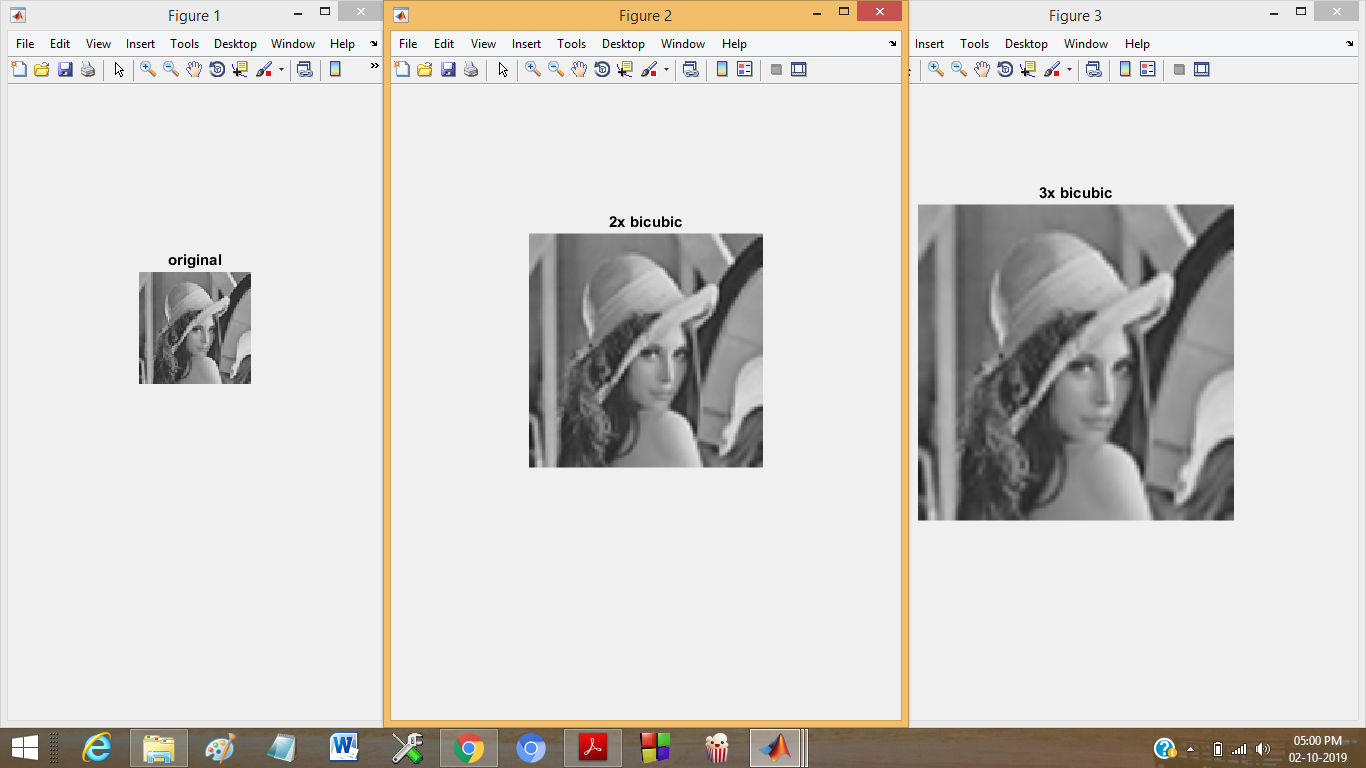 Figure 1
File Edit View Insert Tools Desktop Window Help
original
Figure 2
File Edit View Insert Tools Desktop Window Help
2x bicubic
Figure 3
Insert Tools Desktop Window Help
3x bicubic
05:00 PM
02-10-2019